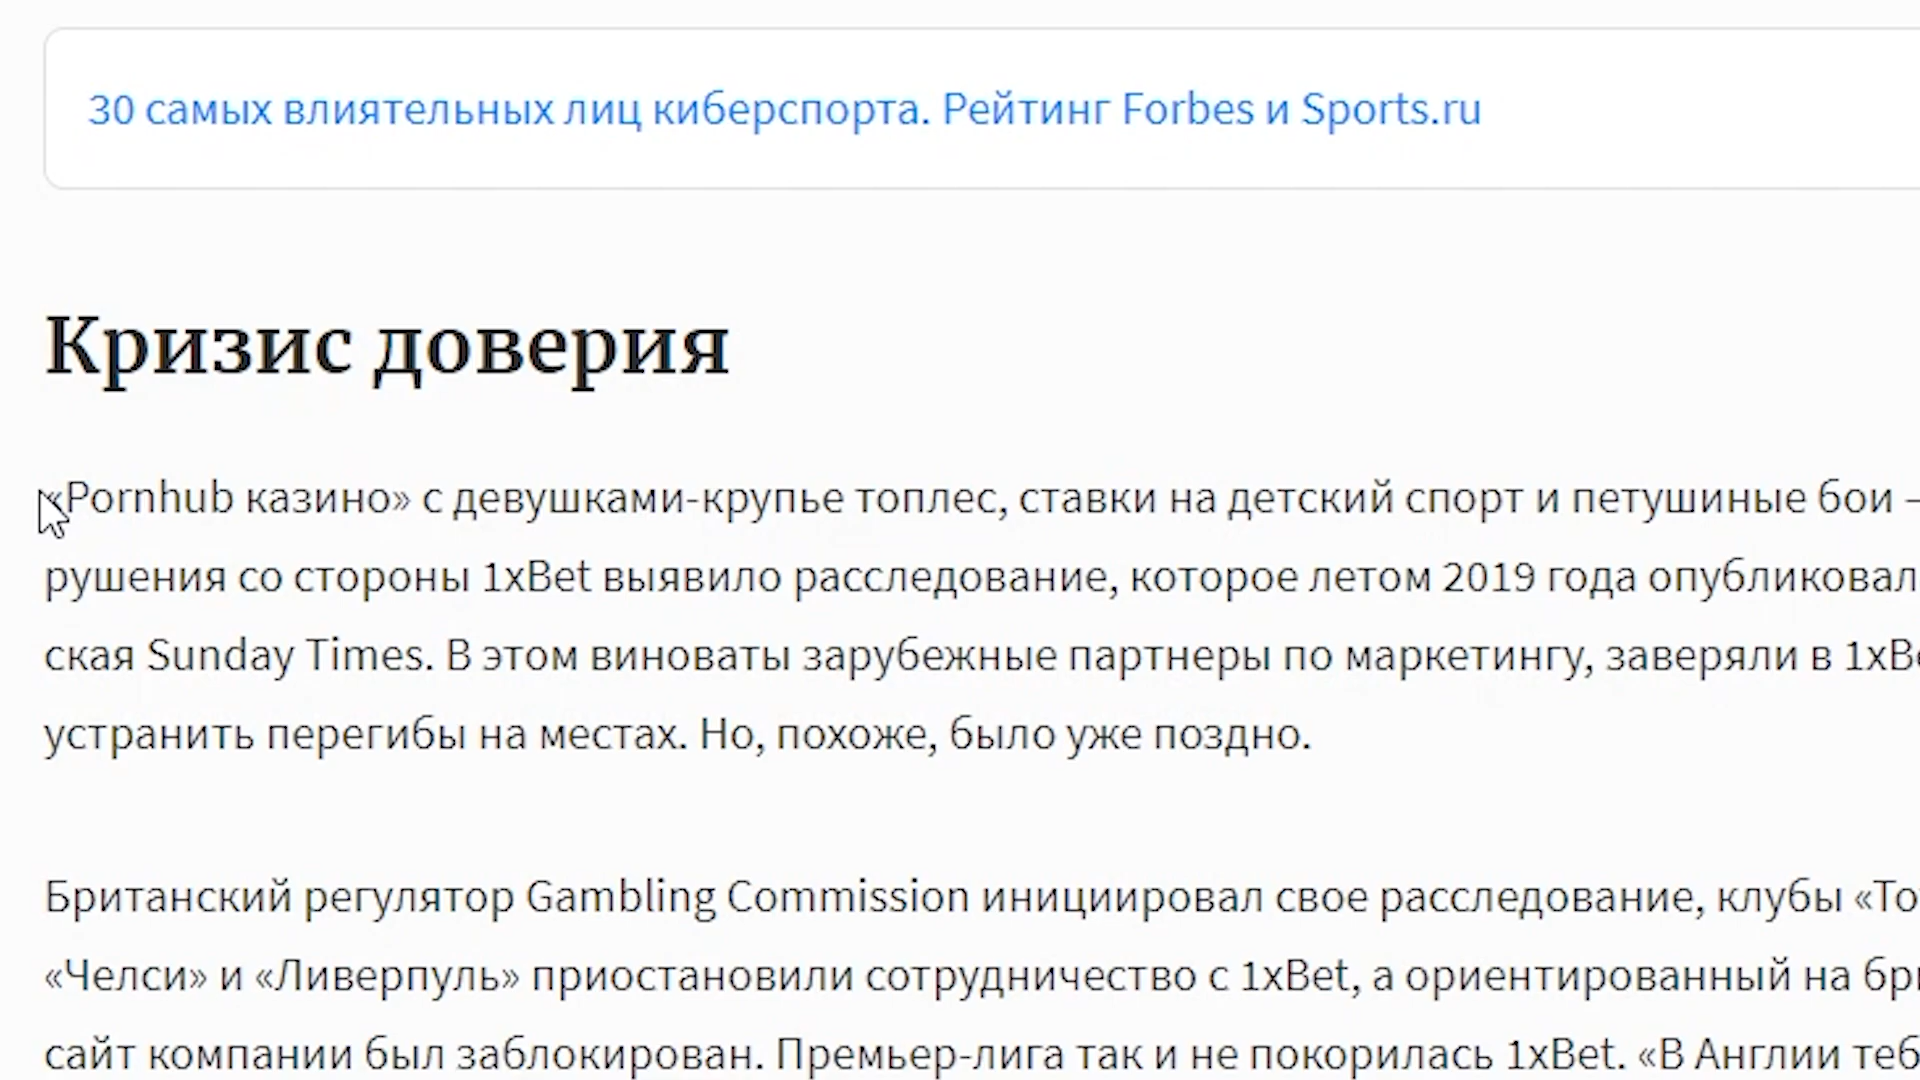 30 самых влиятельных лиц киберспорта. Рейтинг Forbes и Sports.ru
Кризис доверия
«Pornhub казино» с девушками-крупье топлес, ставки на детский спорт и петушиные бои –
рушения со стороны 1xBet выявило расследование, которое летом 2019 года опубликовал
ская Sunday Times. В этом виноваты зарубежные партнеры по маркетингу, заверяли в 1xBe
устранить перегибы на местах. Но, похоже, было уже поздно.
Британский регулятор Gambling Commission инициировал свое расследование, клубы «То
«Челси» и «Ливерпуль» приостановили сотрудничество с 1xBet, а ориентированный на бри
сайт компании был заблокирован. Премьер-лига так и не покорилась 1xBet. «В Англии теб